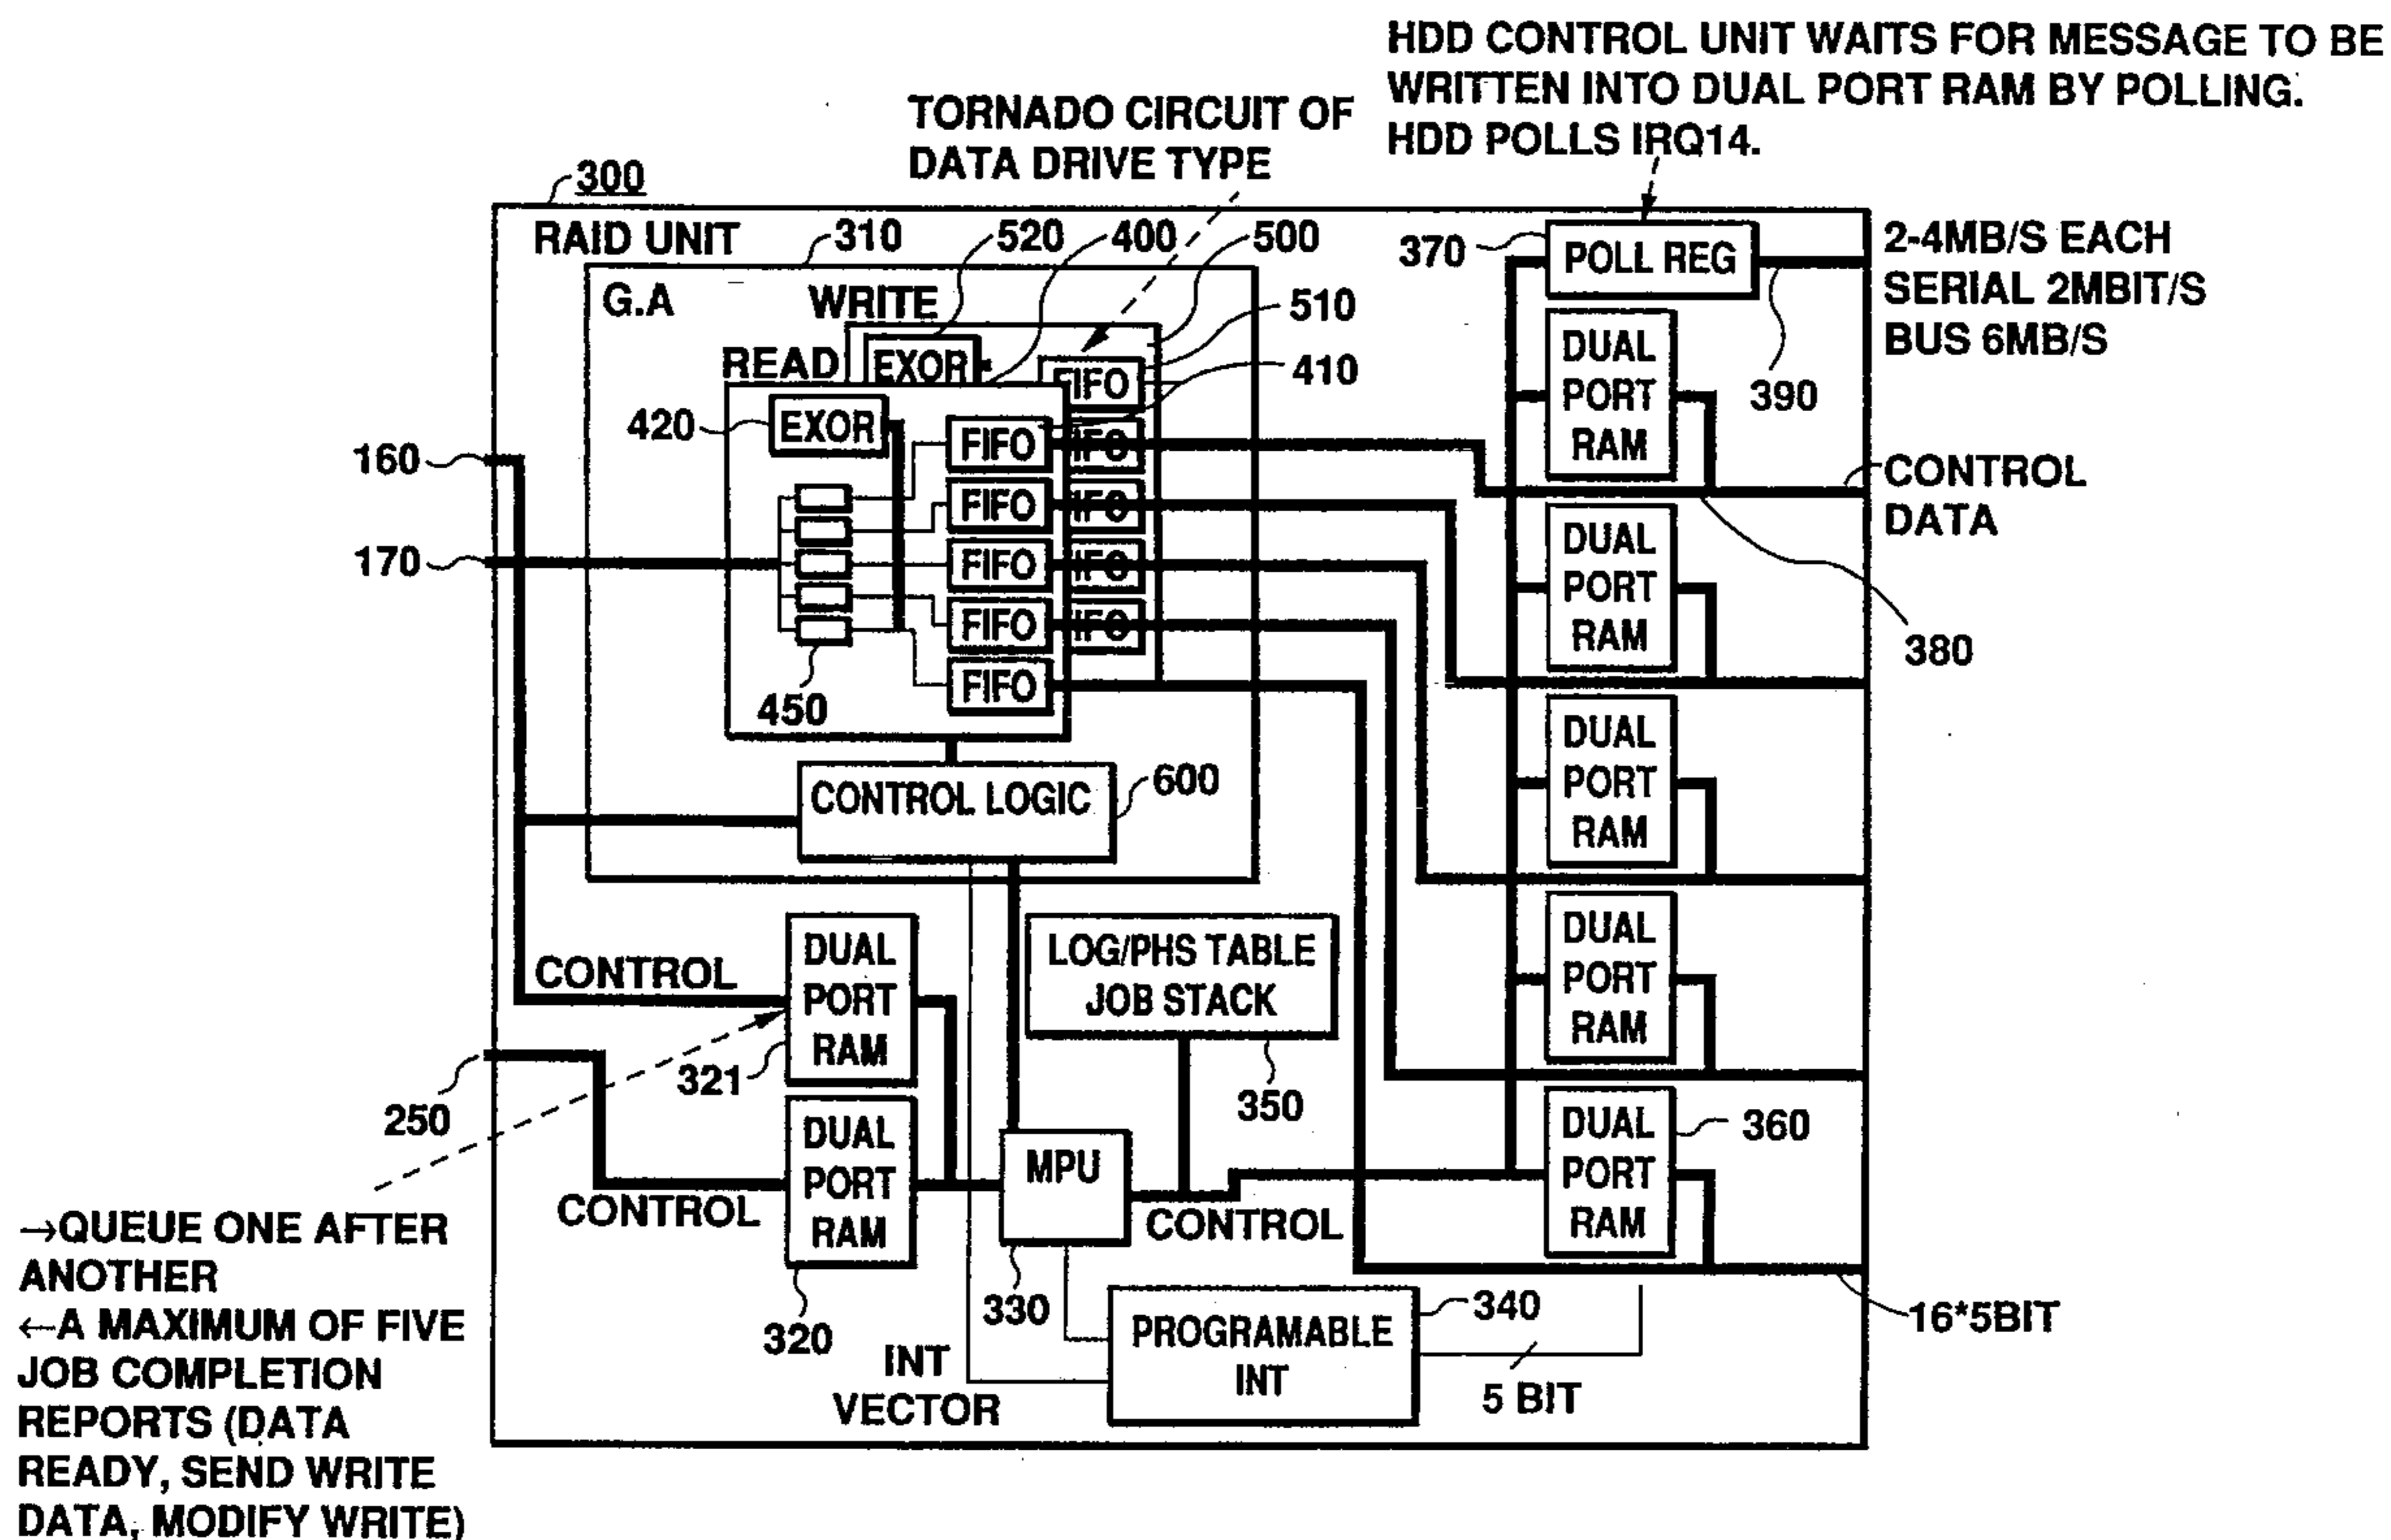 HDD CONTROL UNIT WAITS FOR MESSAGE TO BE
WRITTEN INTO DUAL PORT RAM BY POLLING.
HDD POLLS IRQ14.
TORNADO CIRCUIT OF
DATA DRIVE TYPE
300
RAID UNIT
310
520
400
500
370
POLL REG
2-4MB/S EACH
SERIAL 2MBIT/S
BUS 6MB/S
G.A
WRITE
510
READ
EXOR
FIFO
410
390
DUAL
PORT
RAM
420
EXOR
FIFO
IFO
160
CONTROL
DATA
FIFO
IFO
170
FIFO
IFO
DUAL
PORT
RAM
FIFO
IFO
380
FIFO
450
DUAL
PORT
RAM
CONTROL LOGIC
600
DUAL
PORT
RAM
LOG/PHS TABLE
JOB STACK
DUAL
PORT
RAM
CONTROL
321
350
250
DUAL
PORT
RAM
MPU
DUAL
PORT
RAM
360
CONTROL
CONTROL
→QUEUE ONE AFTER
ANOTHER
←A MAXIMUM OF FIVE
JOB COMPLETION
REPORTS (DATA
READY, SEND WRITE
DATA, MODIFY WRITE)
320
330
PROGRAMABLE
INT
340
16*5BIT
INT
VECTOR
5 BIT